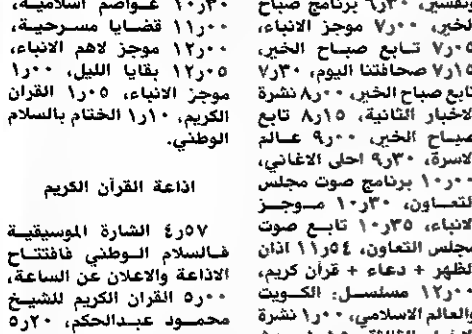 وتفسير، ٦٫٣٠ برنامج صباح
الخير، ٧٫٠٠ موجز الانباء،
٧٫٠٥ تابع صباح الخير،
٧٫١٥ صحافتنا اليوم، ٧٫٣٠
تابع صباح الخير، ٨٫٠٠ نشرة
الاخبار الثانية، ٨٫١٥ تابع
صباح الخير، ٩٫٠٠ عالم
الاسرة، ٩٫٣٠ احلى الاغاني،
١٠٫٠٠ برنامج صوت مجلس
التعاون، ١٠٫٣٠ موجز
الانباء، ١٠٫٣٥ تابع صوت
مجلس التعاون، ١١٫٥٤ اذان
الظهر + دعاء + قرآن كريم،
١٢٫٠٠ مسلسل: الكويت
والعالم الاسلامي، ١٫٠٠ نشرة
١٠٫٣٠ عواصم اسلامية،
١١٫٠٠ قضايا مسرحية،
١٢٫٠٠ موجز لاهم الانباء،
١٢٫٠٥ بقايا الليل، ١٫٠٠
موجز الانباء، ١٫٠٥ القران
الكريم، ١٫١٠ الختام بالسلام
الوطني.
اذاعة القرآن الكريم
٤٫٥٧ الشارة الموسيقية
فالسلام الوطني فافتتاح
الاذاعة والاعلان عن الساعة،
٥٫٠٠ القران الكريم للشيخ
محمود عبدالحكم، ٥٫٢٠